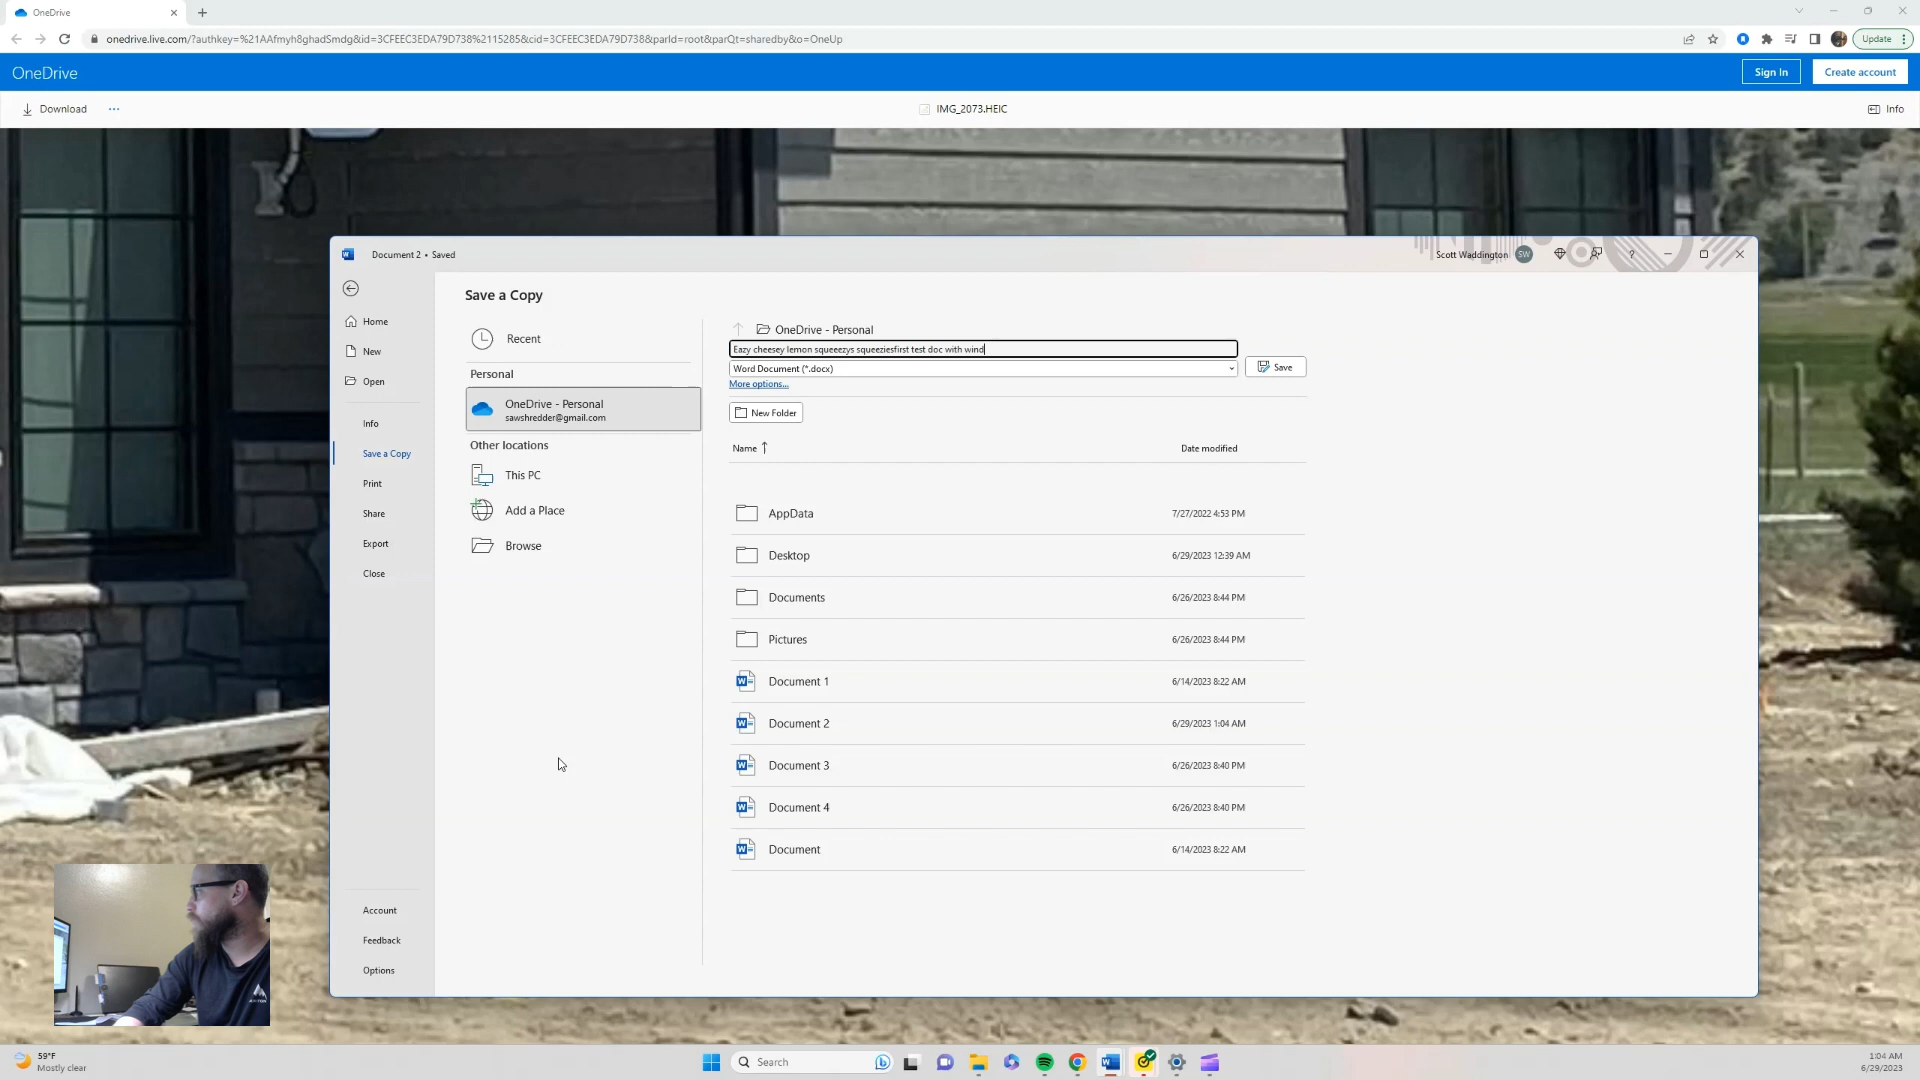 OneDrive
onedrive.live.com/?authkey=%21AAfmyh8ghadSmdg&id=3CFEEC3EDA79D738%2115285&cid=3CFEEC3EDA79D738&parId=root&parQt=sharedby&o=OneUp
Update
OneDrive
Sign In
Create account
Download
IMG_2073.HEIC
Info
Document 2 • Saved
Scott Waddington
SW
?
Save a Copy
Home
New
Open
Info
Save a Copy
Print
Share
Export
Close
Account
Feedback
Options
Recent
Personal
OneDrive - Personal
sawshredder@gmail.com
Other locations
This PC
Add a Place
Browse
OneDrive - Personal
Eazy cheesey lemon squeeezys squeeziesfirst test doc with wind
Word Document (*.docx)
Save
More options...
New Folder
Name Date modified
AppData 7/27/2022 4:53 PM
Desktop 6/29/2023 12:39 AM
Documents 6/26/2023 8:44 PM
Pictures 6/26/2023 8:44 PM
Document 1 6/14/2023 8:22 AM
Document 2 6/29/2023 1:04 AM
Document 3 6/26/2023 8:40 PM
Document 4 6/26/2023 8:40 PM
Document 6/14/2023 8:22 AM
59°F
Mostly clear
Search
1:04 AM
6/29/2023